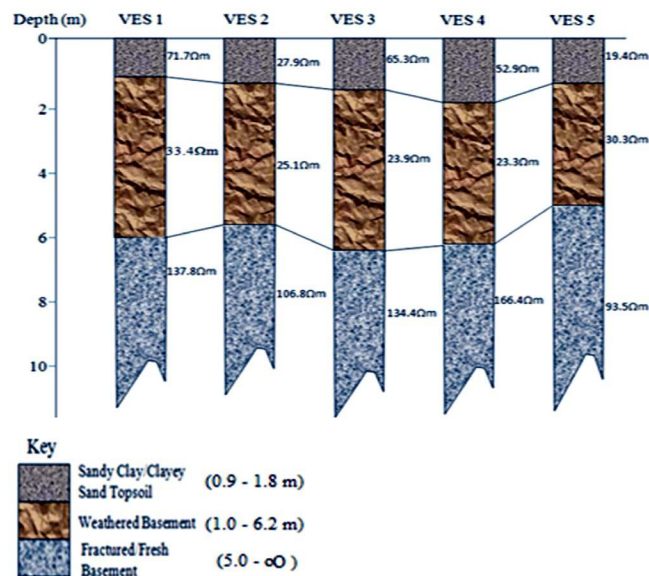 Depth (m) VES 1 VES 2 VES 3 VES 4 VES 5
0
71.7Ωm 27.9Ωm 65.3Ωm 52.9Ωm 19.4Ωm
2
33.4Ωm 25.1Ωm 23.9Ωm 23.3Ωm 30.3Ωm
4
6
137.8Ωm 106.8Ωm 134.4Ωm 166.4Ωm 93.5Ωm
8
10
Key
Sandy Clay/Clayey
Sand Topsoil (0.9 - 1.8 m)
Weathered Basement (1.0 - 6.2 m)
Fractured/Fresh
Basement (5.0 - oO )